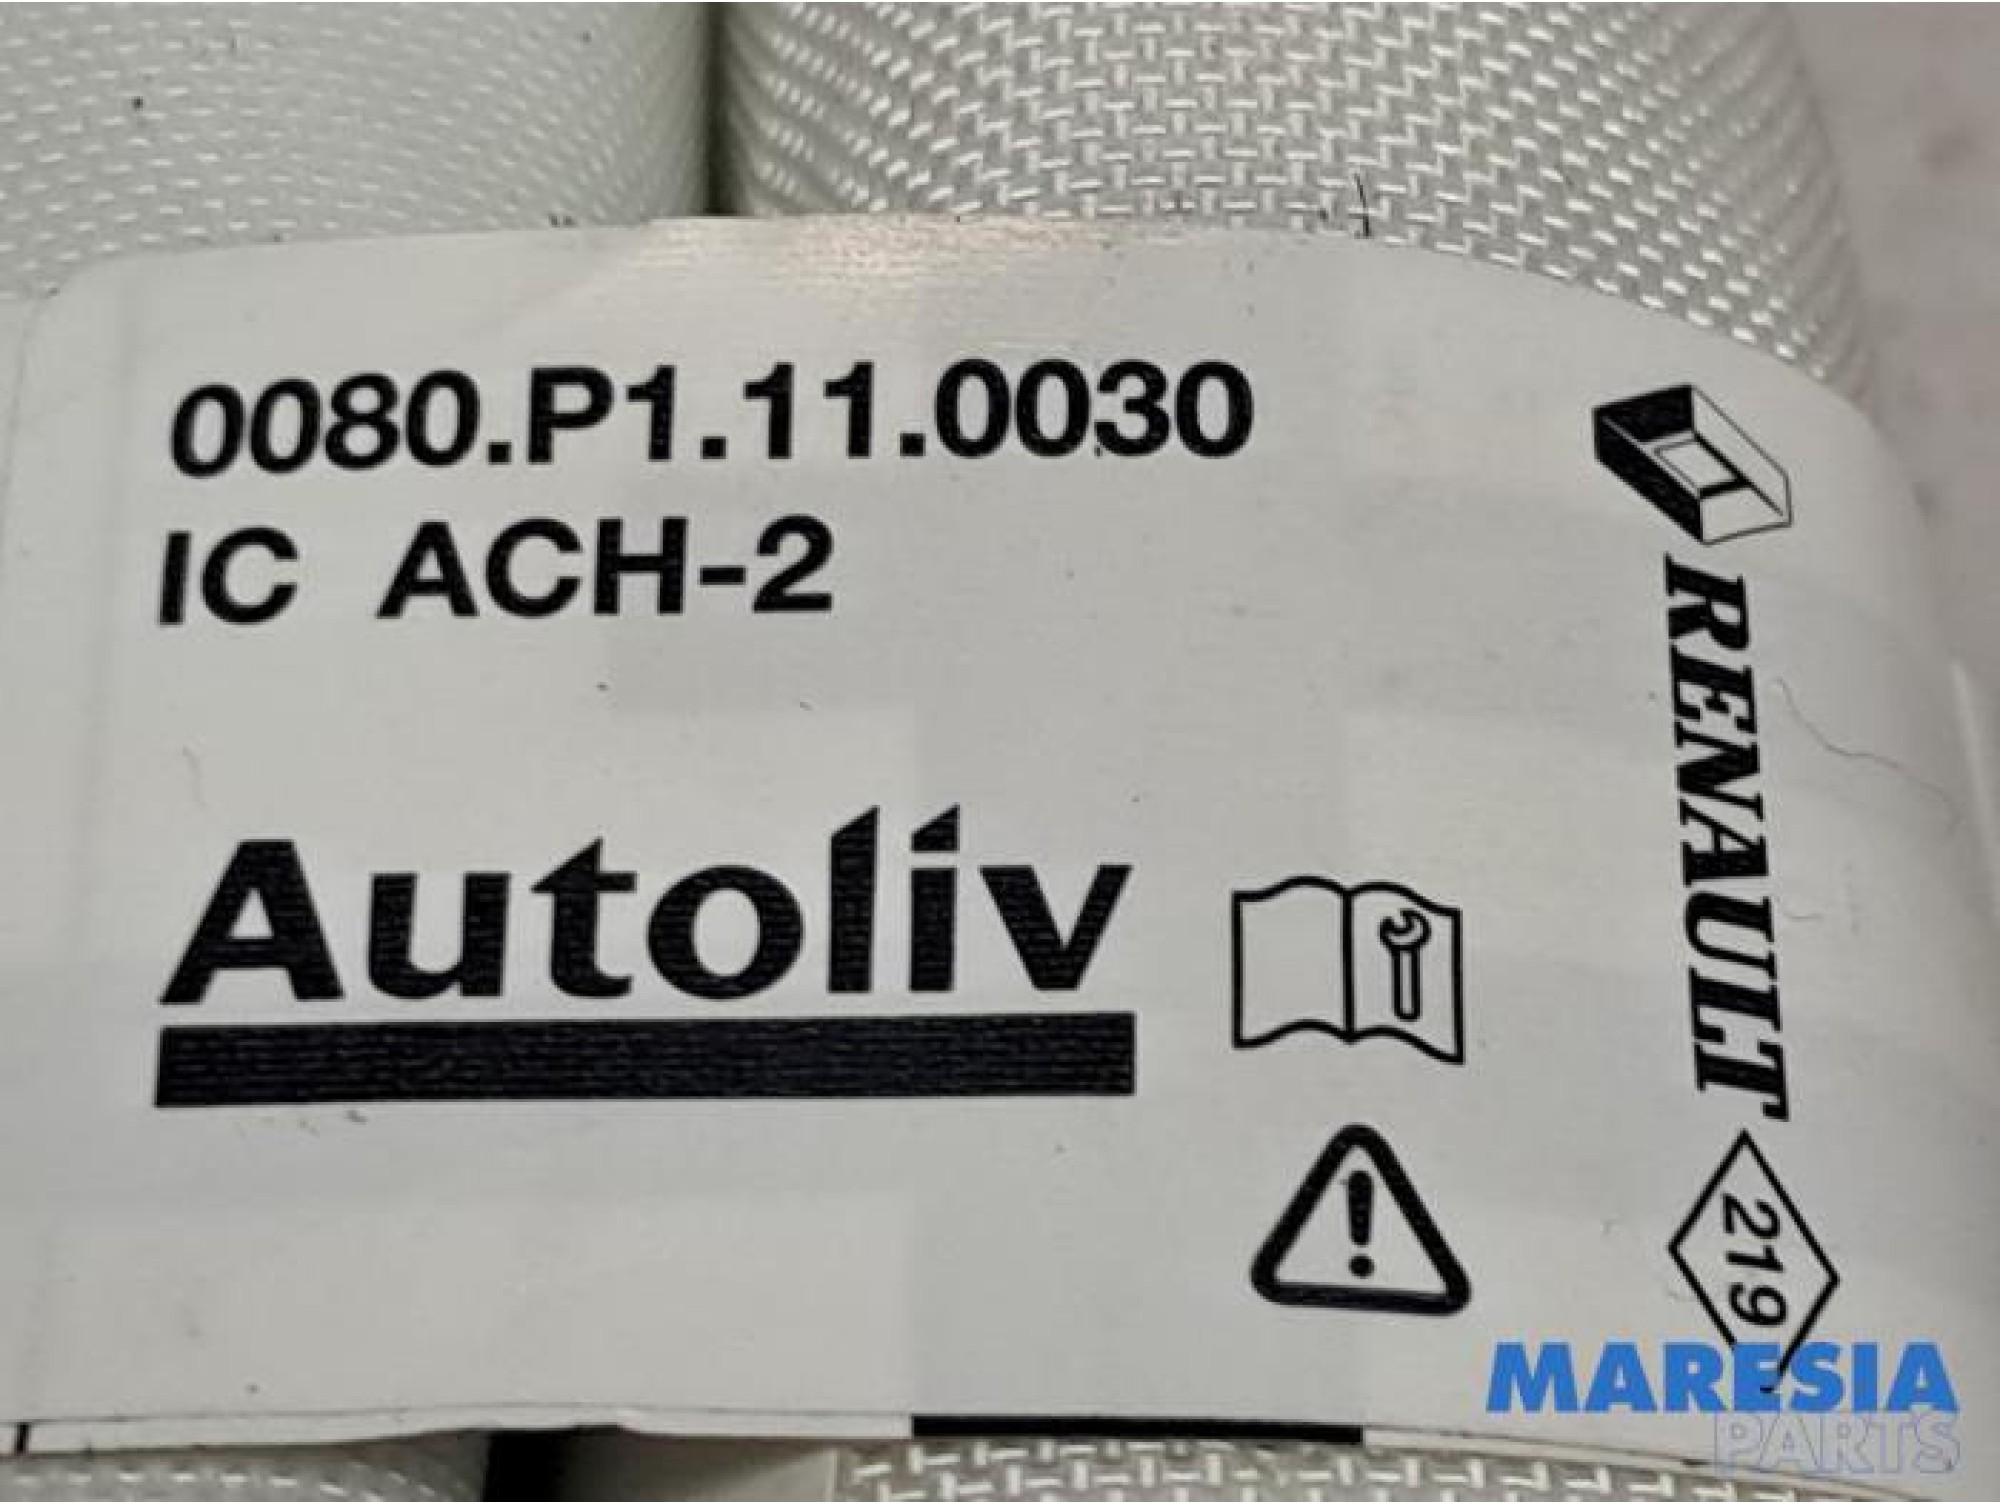 0080.P1.11.0030
IC ACH-2
Autoliv
RENAULT
219
MARESIA
PARTS